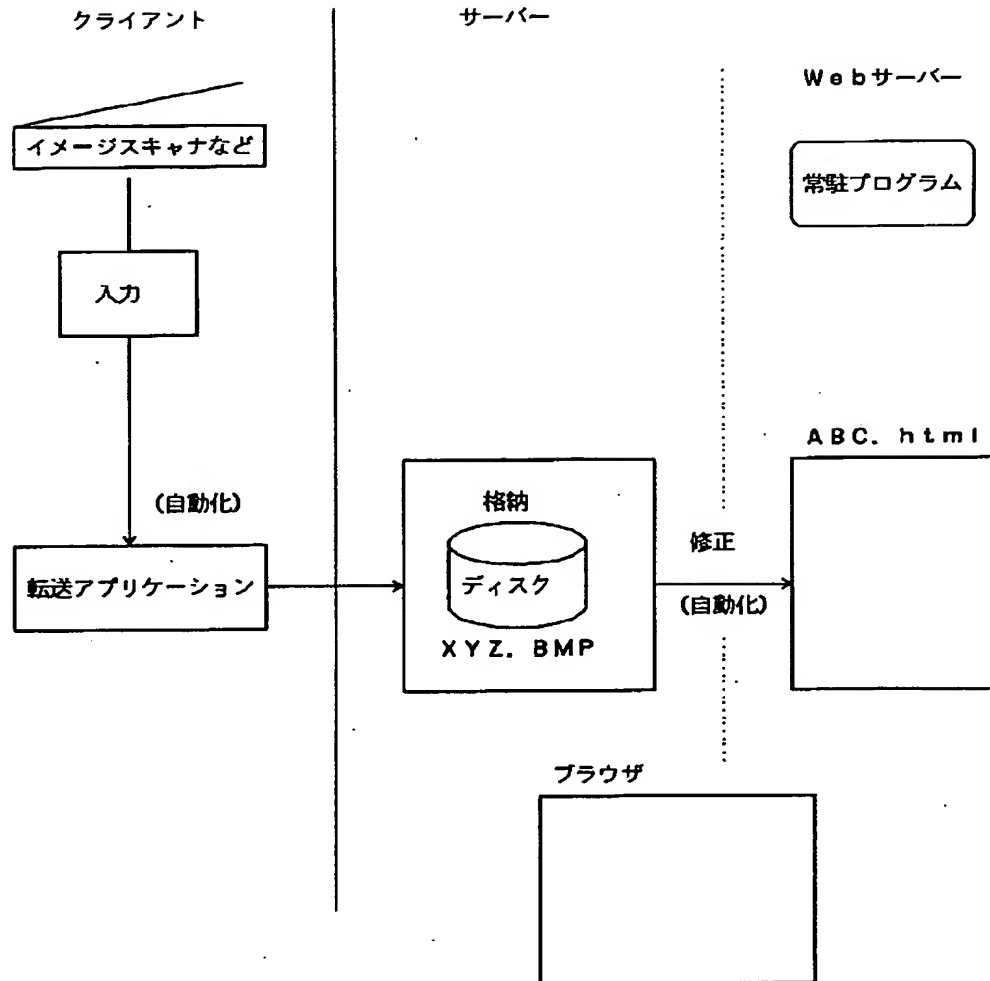 クライアント
サーバー
Webサーバー
イメージスキャナなど
常駐プログラム
入力
ABC.html
(自動化)
格納
修正
転送アプリケーション
ディスク
(自動化)
XYZ.BMP
ブラウザ